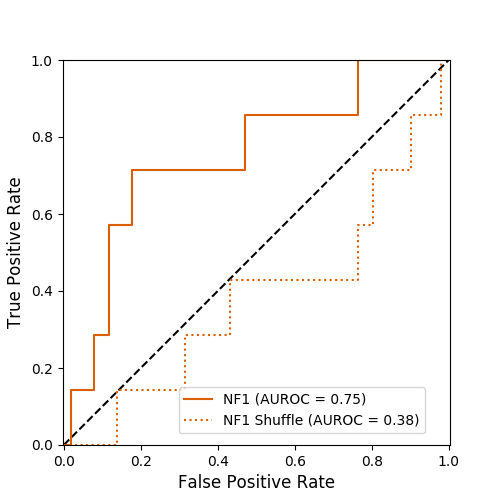 1.0
0.8
0.6
0.4
0.2
0.0
True Positive Rate
NF1 (AUROC = 0.75)
NF1 Shuffle (AUROC = 0.38)
0.0 0.2 0.4 0.6 0.8 1.0
False Positive Rate